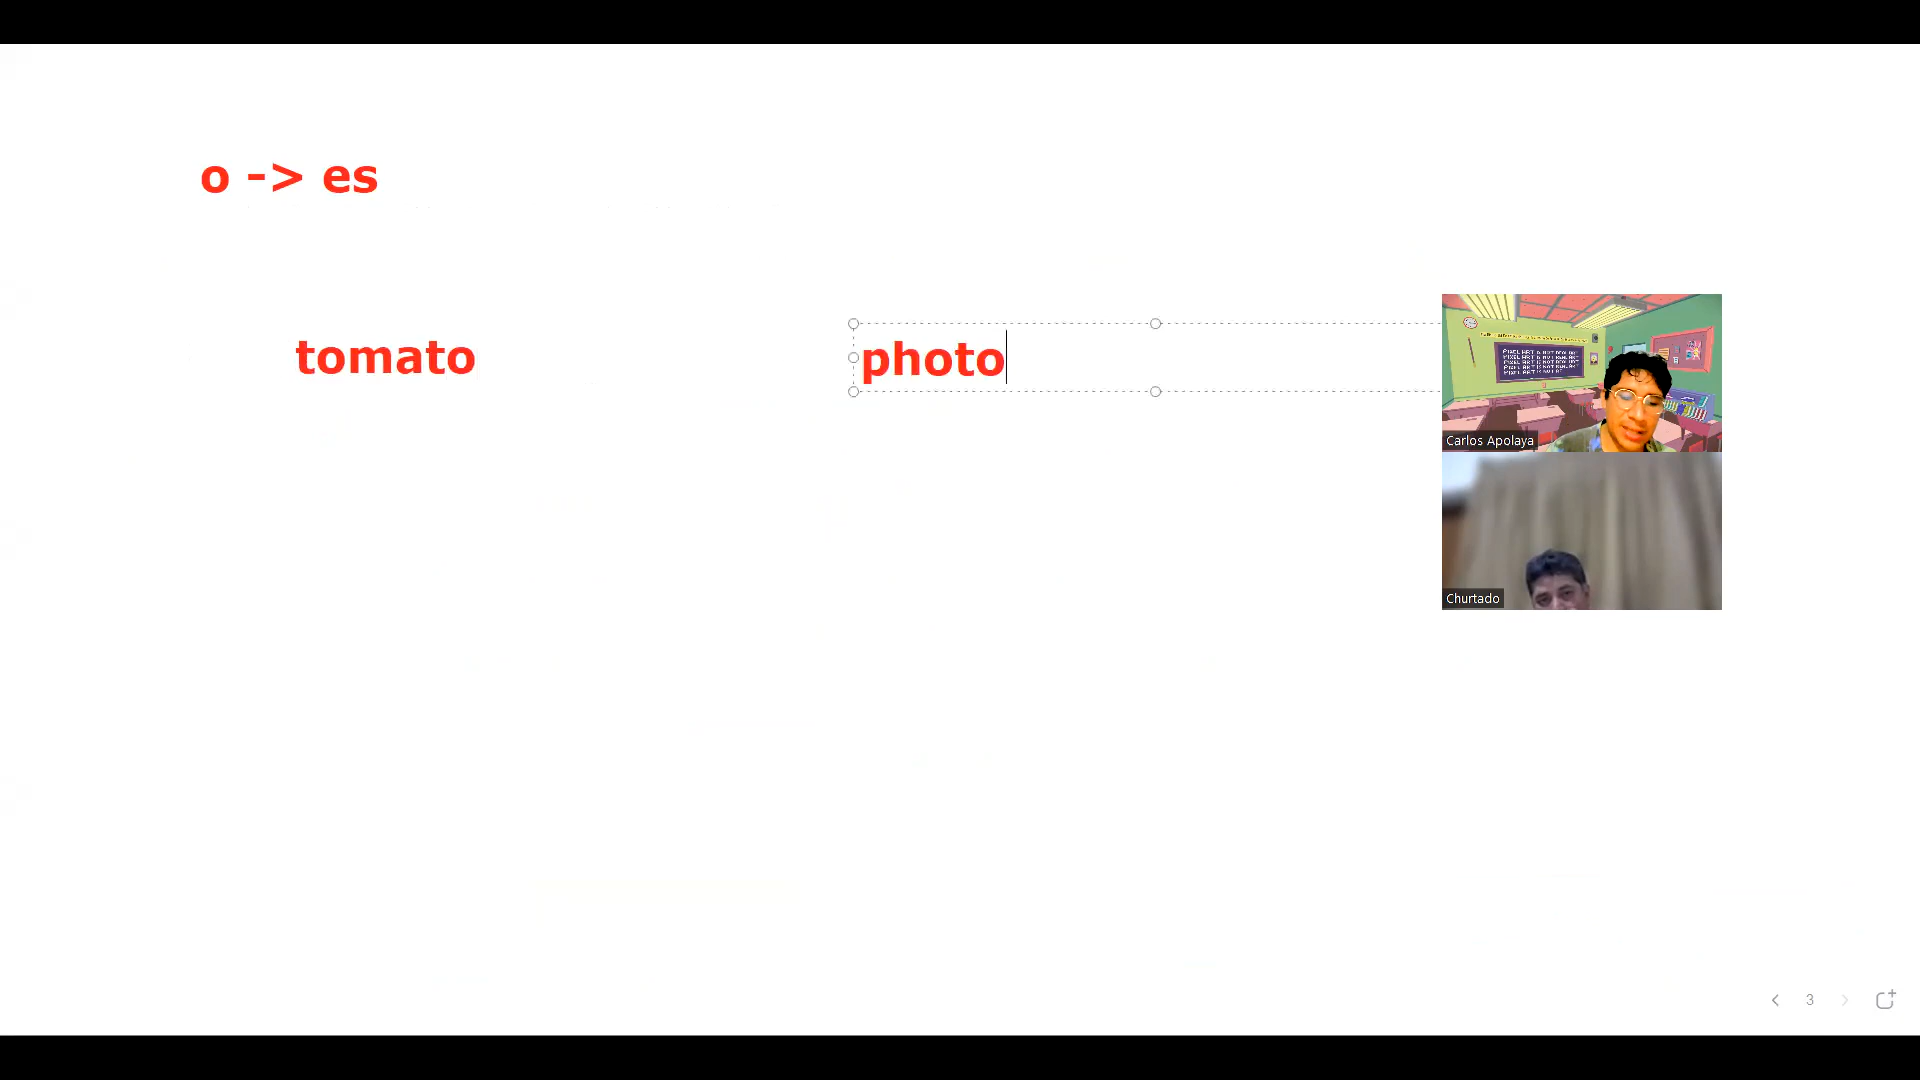 o -> es
tomato
photo
Carlos Apolaya
Churtado
3